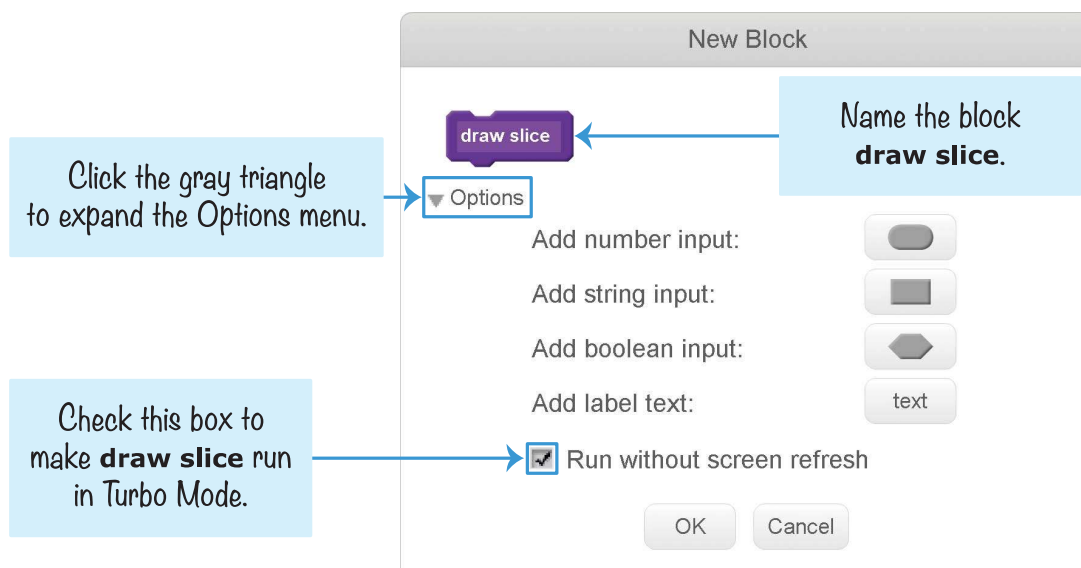 New Block
draw slice
Name the block
draw slice.
Click the gray triangle
to expand the Options menu.
Options
Add number input:
Add string input:
Add boolean input:
Add label text:
text
Check this box to
make draw slice run
in Turbo Mode.
Run without screen refresh
OK
Cancel